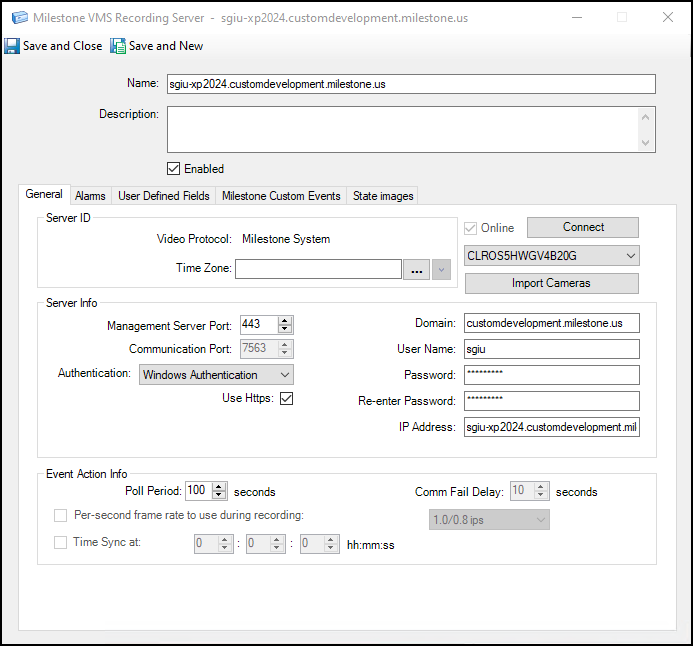 Milestone VMS Recording Server - sgiu-xp2024.customdevelopment.milestone.us
Save and Close Save and New
Name: sgiu-xp2024.customdevelopment.milestone.us
Description:
Enabled
General Alarms User Defined Fields Milestone Custom Events State images
Server ID
Video Protocol: Milestone System
Time Zone: ...
Online Connect
CLROS5HWGV4B20G
Import Cameras
Server Info
Management Server Port: 443
Communication Port: 7563
Authentication: Windows Authentication
Use Https:
Domain: customdevelopment.milestone.us
User Name: sgiu
Password: *********
Re-enter Password: *********
IP Address: sgiu-xp2024.customdevelopment.mil
Event Action Info
Poll Period: 100 seconds Comm Fail Delay: 10 seconds
Per-second frame rate to use during recording: 1.0/0.8 ips
Time Sync at: 0 : 0 : 0 hh:mm:ss